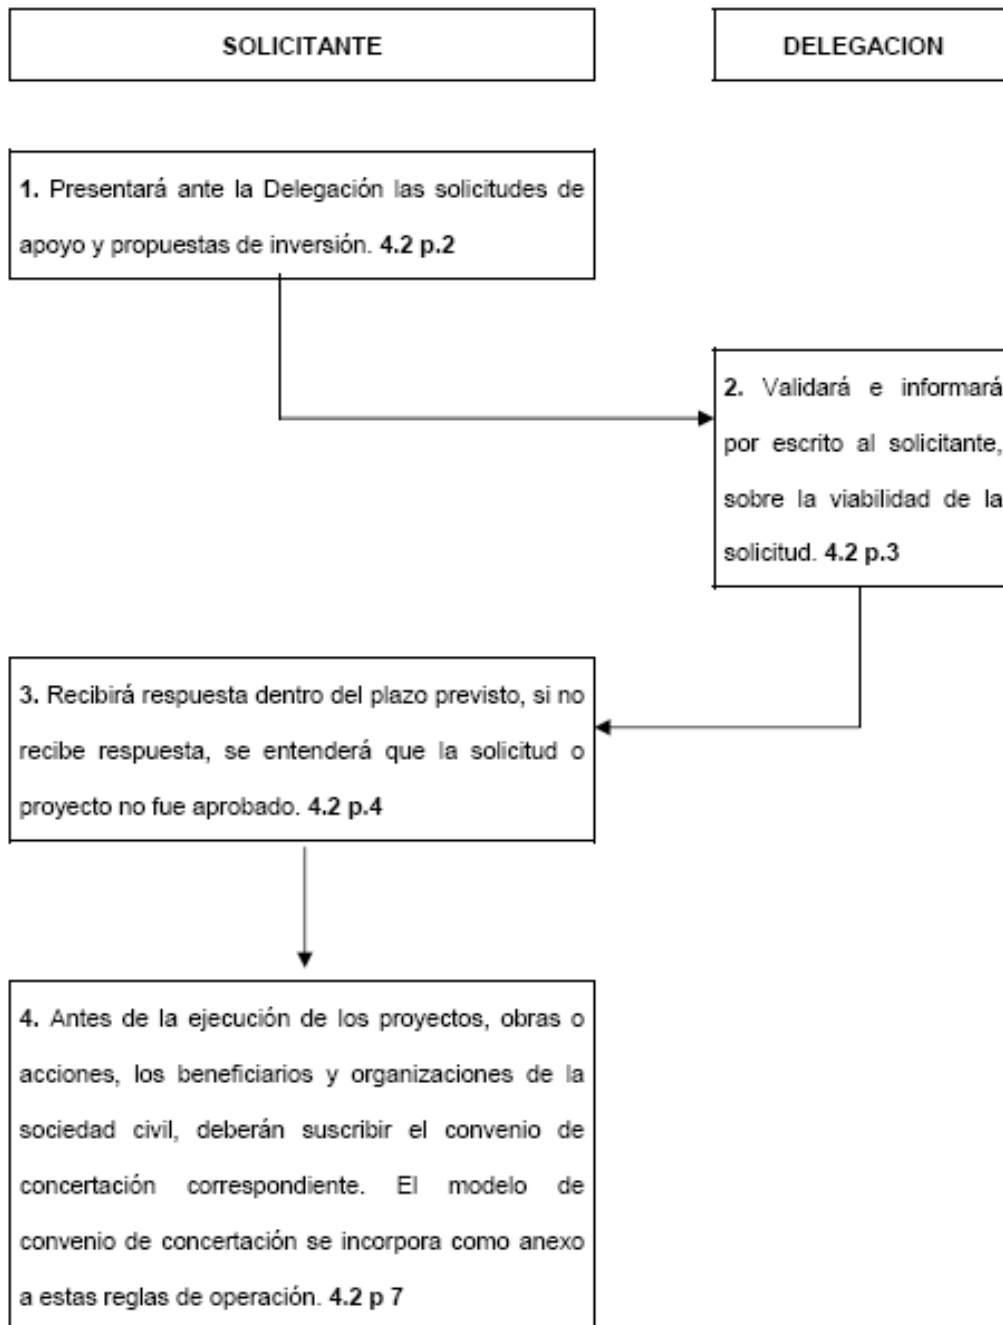 SOLICITANTE
DELEGACION
1. Presentará ante la Delegación las solicitudes de
apoyo y propuestas de inversión. 4.2 p.2
2. Validará e informará
por escrito al solicitante,
sobre la viabilidad de la
solicitud. 4.2 p.3
3. Recibirá respuesta dentro del plazo previsto, si no
recibe respuesta, se entenderá que la solicitud o
proyecto no fue aprobado. 4.2 p.4
4. Antes de la ejecución de los proyectos, obras o
acciones, los beneficiarios y organizaciones de la
sociedad civil, deberán suscribir el convenio de
concertación correspondiente. El modelo de
convenio de concertación se incorpora como anexo
a estas reglas de operación. 4.2 p 7